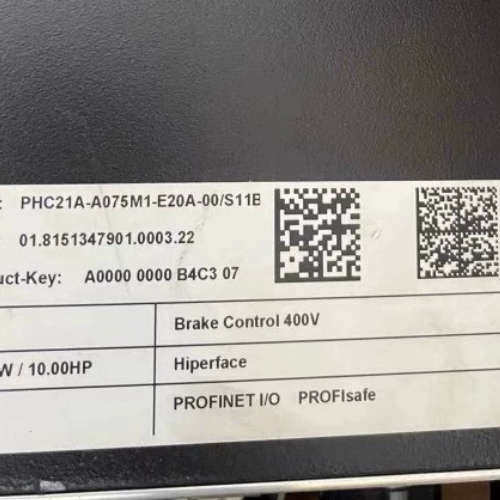 : PHC21A-A075M1-E20A-00/S11B
01.8151347901.0003.22
uct-Key: A0000 0000 B4C3 07
Brake Control 400V
W / 10.00HP Hiperface
PROFINET I/O PROFIsafe